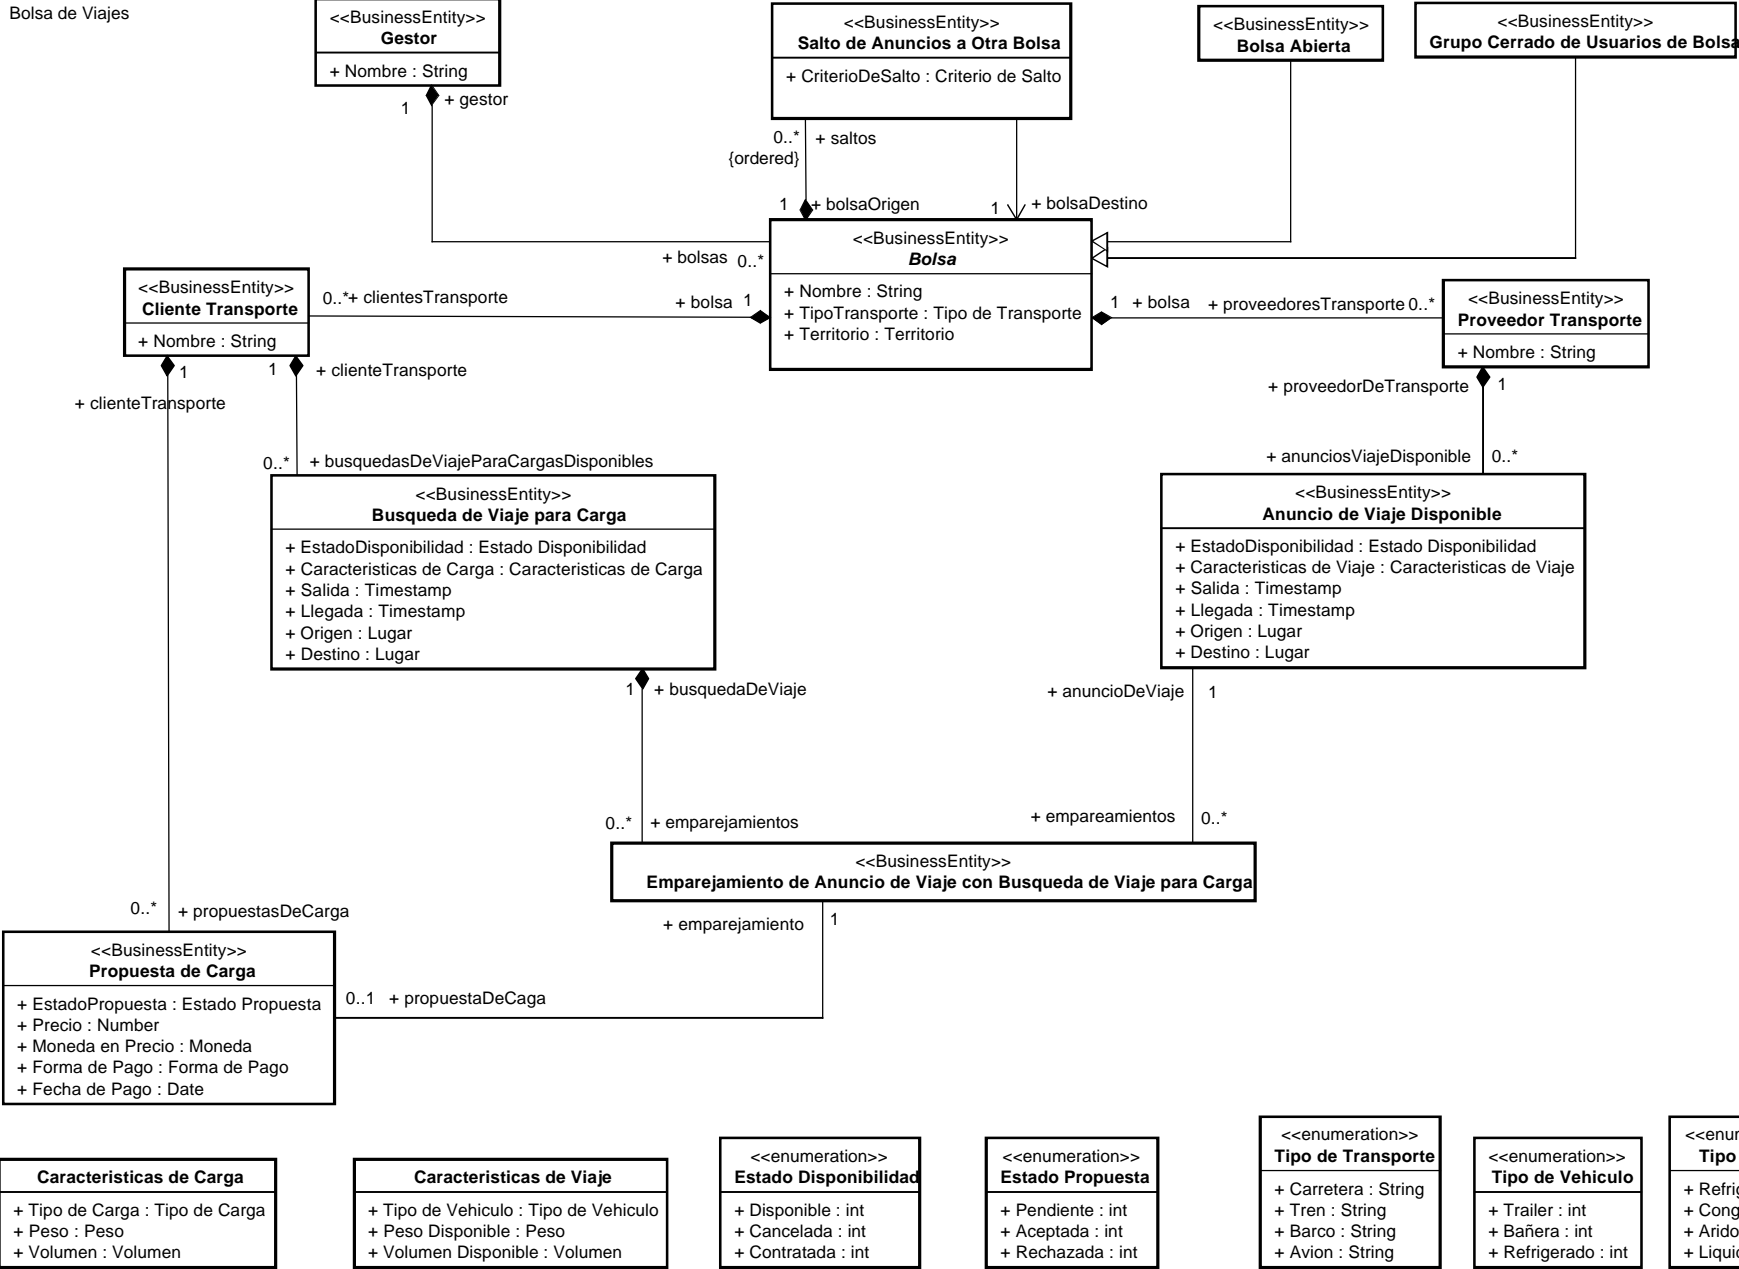 Bolsa de Viajes
<<BusinessEntity>>
Gestor
+ Nombre : String
1
+ gestor
<<BusinessEntity>>
Salto de Anuncios a Otra Bolsa
+ CriterioDeSalto : Criterio de Salto
0..*
+ saltos
{ordered}
1
+ bolsaOrigen
1
+ bolsaDestino
<<BusinessEntity>>
Bolsa Abierta
<<BusinessEntity>>
Grupo Cerrado de Usuarios de Bolsa
+ bolsas
0..*
<<BusinessEntity>>
Bolsa
+ Nombre : String
+ TipoTransporte : Tipo de Transporte
+ Territorio : Territorio
<<BusinessEntity>>
Cliente Transporte
+ Nombre : String
0..*
+ clientesTransporte
+ bolsa
1
1
+ bolsa
+ proveedoresTransporte
0..*
<<BusinessEntity>>
Proveedor Transporte
+ Nombre : String
1
+ clienteTransporte
1
+ clienteTransporte
+ proveedorDeTransporte
1
0..*
+ busquedasDeViajeParaCargasDisponibles
+ anunciosViajeDisponible
0..*
<<BusinessEntity>>
Busqueda de Viaje para Carga
+ EstadoDisponibilidad : Estado Disponibilidad
+ Caracteristicas de Carga : Caracteristicas de Carga
+ Salida : Timestamp
+ Llegada : Timestamp
+ Origen : Lugar
+ Destino : Lugar
<<BusinessEntity>>
Anuncio de Viaje Disponible
+ EstadoDisponibilidad : Estado Disponibilidad
+ Caracteristicas de Viaje : Caracteristicas de Viaje
+ Salida : Timestamp
+ Llegada : Timestamp
+ Origen : Lugar
+ Destino : Lugar
1
+ busquedaDeViaje
+ anuncioDeViaje
1
0..*
+ emparejamientos
+ empareamientos
0..*
<<BusinessEntity>>
Emparejamiento de Anuncio de Viaje con Busqueda de Viaje para Carga
+ emparejamiento
1
0..*
+ propuestasDeCarga
<<BusinessEntity>>
Propuesta de Carga
+ EstadoPropuesta : Estado Propuesta
+ Precio : Number
+ Moneda en Precio : Moneda
+ Forma de Pago : Forma de Pago
+ Fecha de Pago : Date
0..1
+ propuestaDeCaga
Caracteristicas de Carga
+ Tipo de Carga : Tipo de Carga
+ Peso : Peso
+ Volumen : Volumen
Caracteristicas de Viaje
+ Tipo de Vehiculo : Tipo de Vehiculo
+ Peso Disponible : Peso
+ Volumen Disponible : Volumen
<<enumeration>>
Estado Disponibilidad
+ Disponible : int
+ Cancelada : int
+ Contratada : int
<<enumeration>>
Estado Propuesta
+ Pendiente : int
+ Aceptada : int
+ Rechazada : int
<<enumeration>>
Tipo de Transporte
+ Carretera : String
+ Tren : String
+ Barco : String
+ Avion : String
<<enumeration>>
Tipo de Vehiculo
+ Trailer : int
+ Bañera : int
+ Refrigerado : int
Tipo